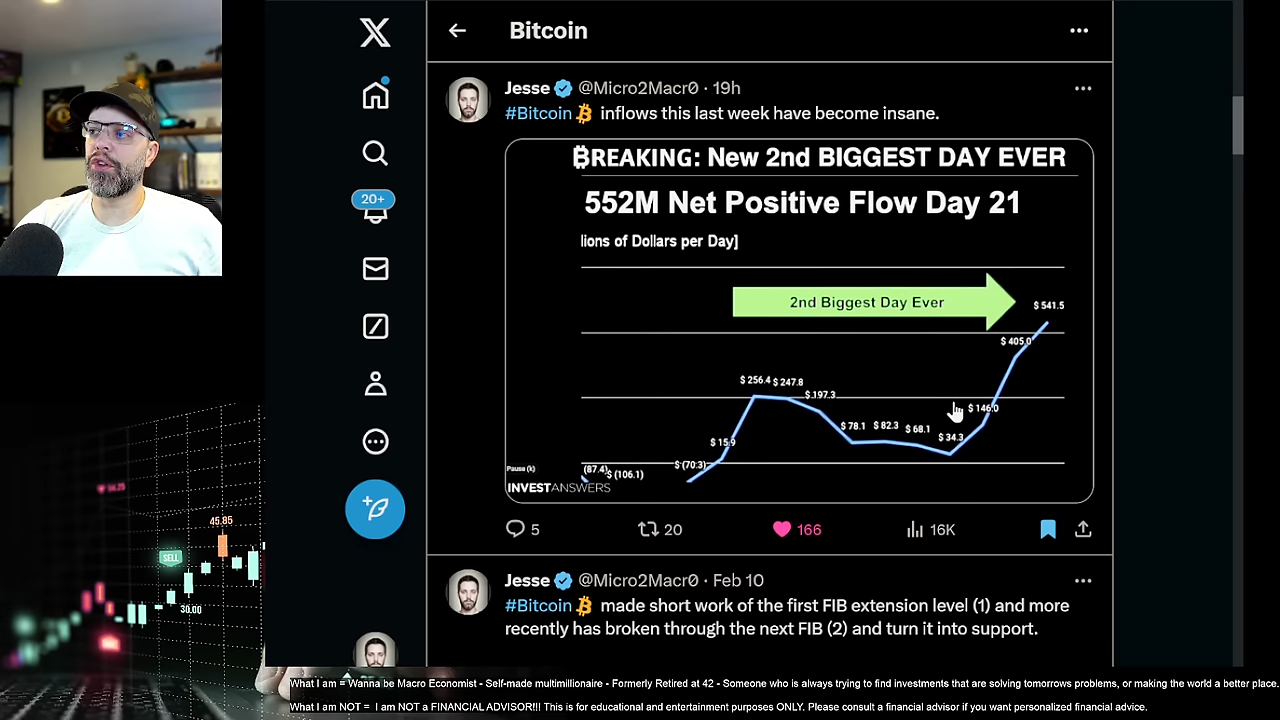 Bitcoin
Jesse @Micro2Macr0 · 19h
#Bitcoin inflows this last week have become insane.
₿REAKING: New 2nd BIGGEST DAY EVER
552M Net Positive Flow Day 21
lions of Dollars per Day]
2nd Biggest Day Ever
$ 541.5
$ 405.0
$ 256.4
$ 247.8
$ 197.3
$ 146.0
$ 78.1
$ 82.3
$ 68.1
$ 34.3
$ 15.9
$ (70.3)
(87.4)
$ (106.1)
Pause (k)
INVESTANSWERS
20+
5
20
166
16K
Jesse @Micro2Macr0 · Feb 10
#Bitcoin made short work of the first FIB extension level (1) and more
recently has broken through the next FIB (2) and turn it into support.
45.85
SELL
30.00
What I am = Wanna be Macro Economist - Self-made multimillionaire - Formerly Retired at 42 - Someone who is always trying to find investments that are solving tomorrows problems, or making the world a better place.
What I am NOT = I am NOT a FINANCIAL ADVISOR!!! This is for educational and entertainment purposes ONLY. Please consult a financial advisor if you want personalized financial advice.